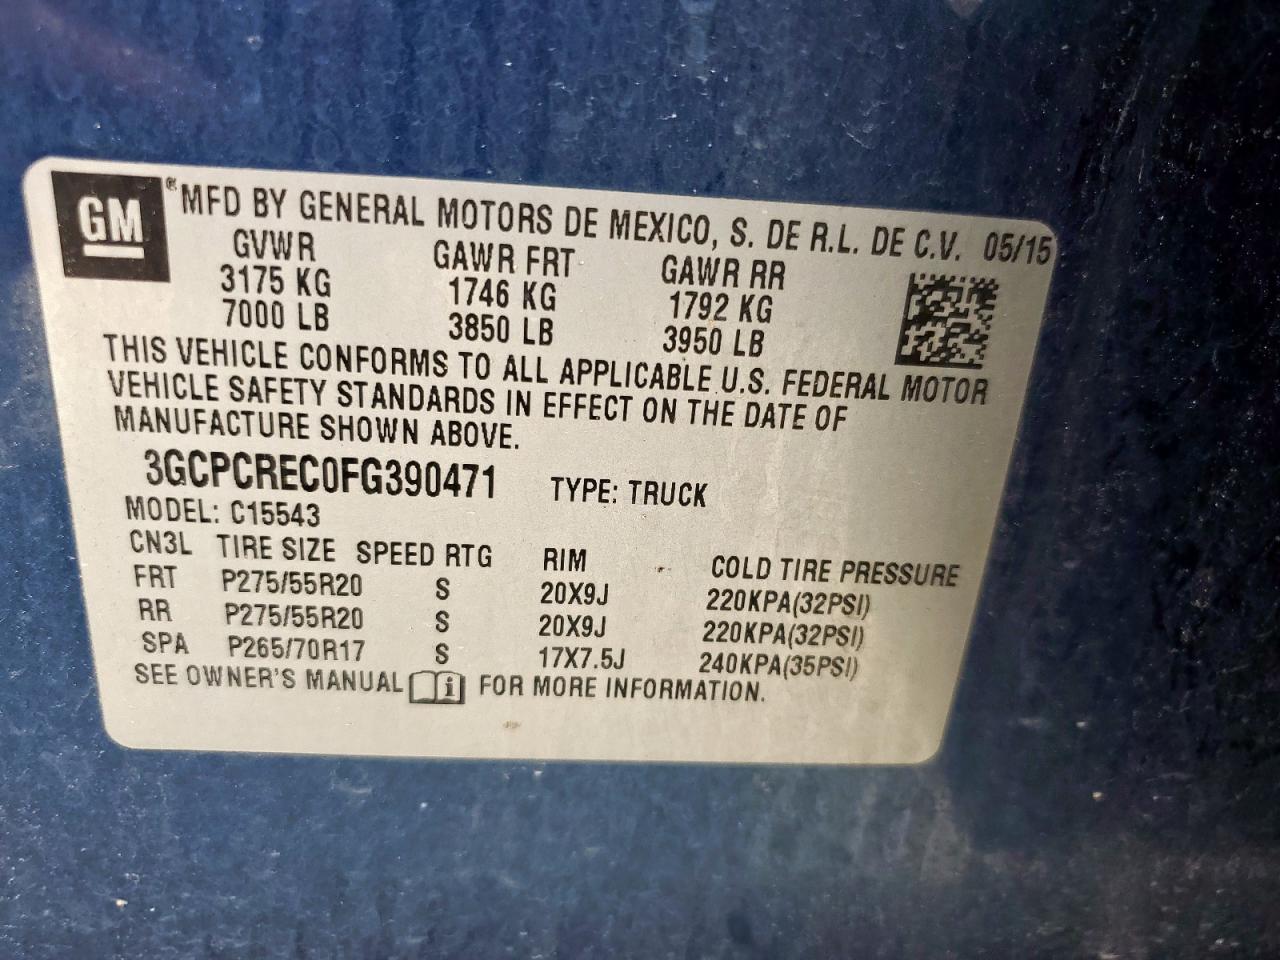 GM ® MFD BY GENERAL MOTORS DE MEXICO, S. DE R.L. DE C.V. 05/15
GVWR GAWR FRT GAWR RR
3175 KG 1746 KG 1792 KG
7000 LB 3850 LB 3950 LB
THIS VEHICLE CONFORMS TO ALL APPLICABLE U.S. FEDERAL MOTOR
VEHICLE SAFETY STANDARDS IN EFFECT ON THE DATE OF
MANUFACTURE SHOWN ABOVE.
3GCPCREC0FG390471 TYPE: TRUCK
MODEL: C15543
CN3L TIRE SIZE SPEED RTG RIM COLD TIRE PRESSURE
FRT P275/55R20 S 20X9J 220KPA(32PSI)
RR P275/55R20 S 20X9J 220KPA(32PSI)
SPA P265/70R17 S 17X7.5J 240KPA(35PSI)
SEE OWNER'S MANUAL i FOR MORE INFORMATION.